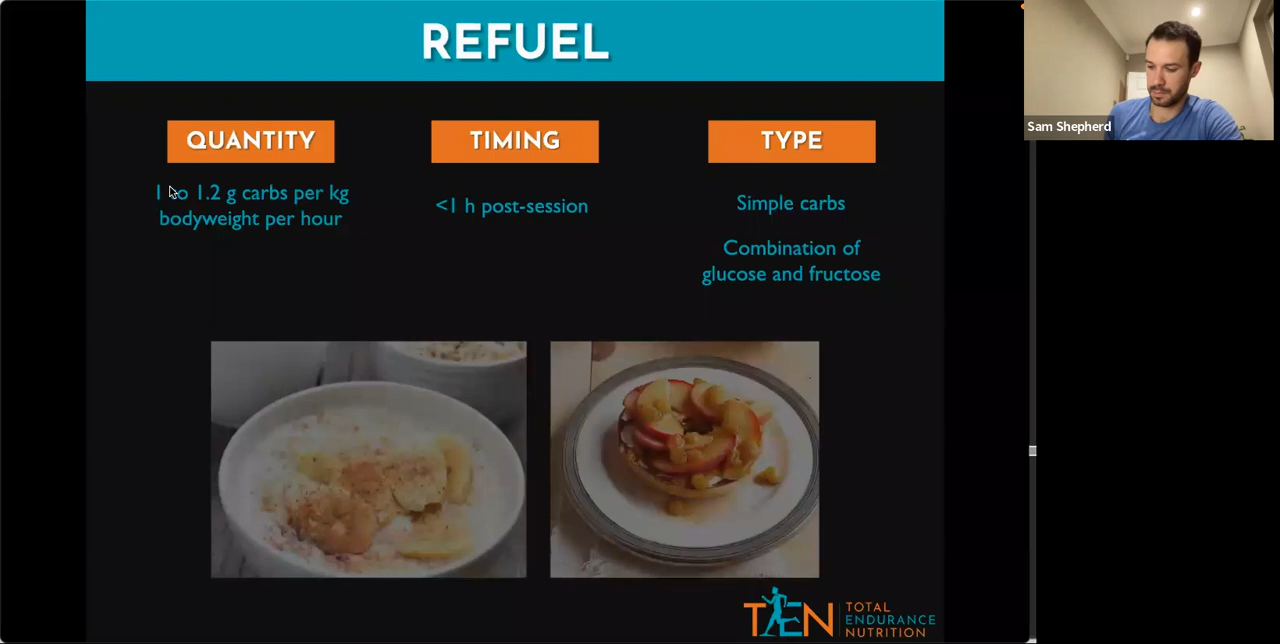 REFUEL
Sam Shepherd
QUANTITY
1 to 1.2 g carbs per kg
bodyweight per hour
TIMING
<1 h post-session
TYPE
Simple carbs
Combination of
glucose and fructose
TEN
TOTAL
ENDURANCE
NUTRITION